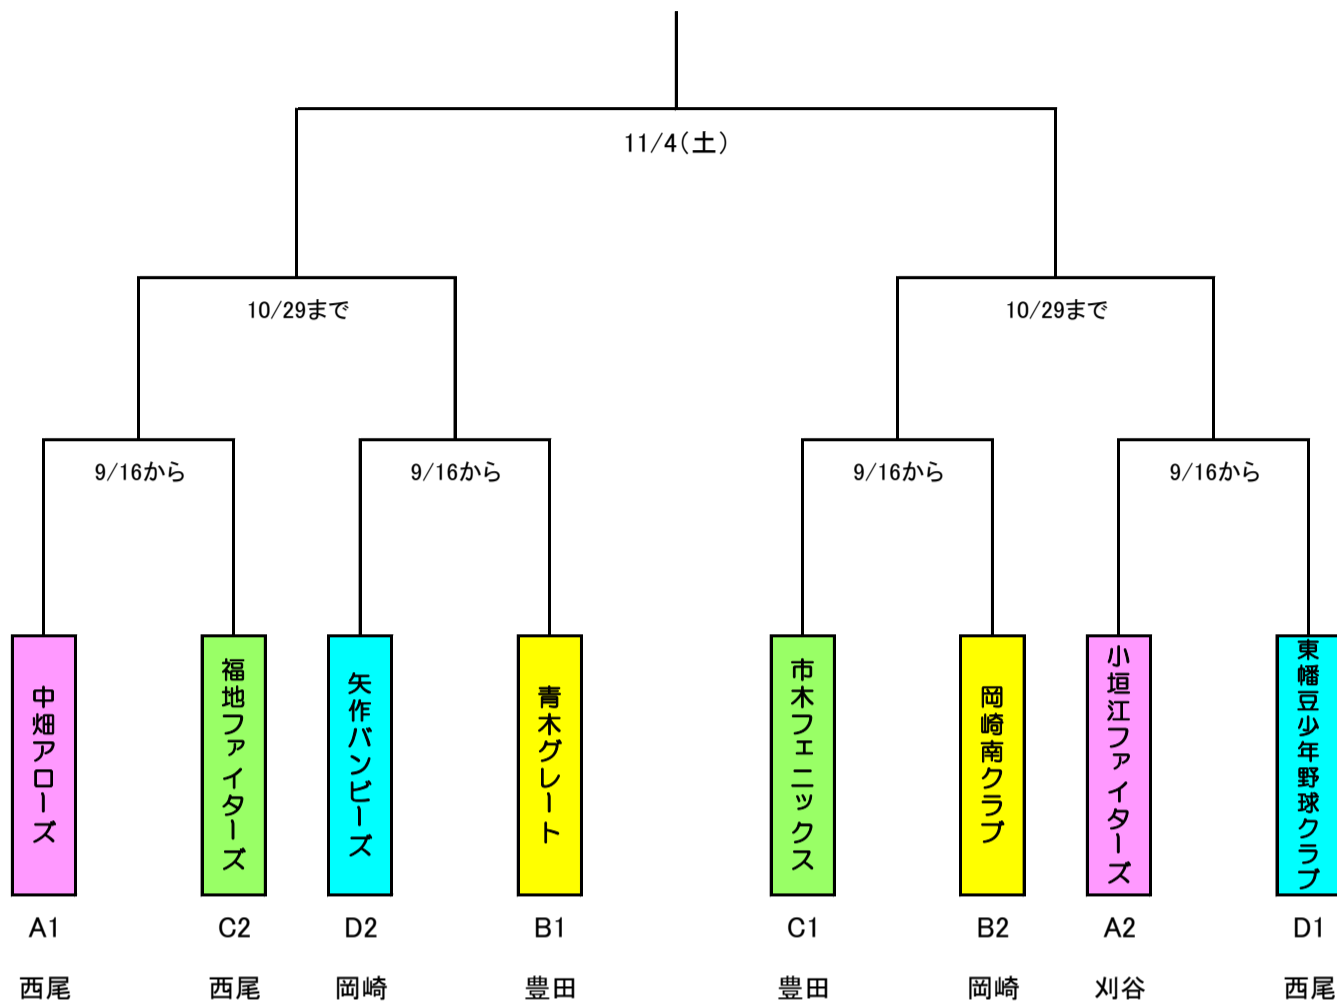 11/4(土)
10/29まで
10/29まで
9/16から
9/16から
9/16から
9/16から
中畑アローズ
福地ファイターズ
矢作バンビーズ
青木グレート
市木フェニックス
岡崎南クラブ
小垣江ファイターズ
東幡豆少年野球クラブ
A1
C2
D2
B1
C1
B2
A2
D1
西尾
西尾
岡崎
豊田
豊田
岡崎
刈谷
西尾